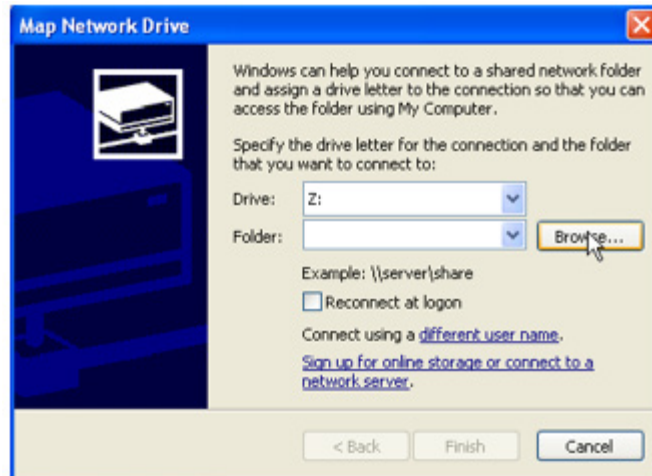 Map Network Drive
Windows can help you connect to a shared network folder
and assign a drive letter to the connection so that you can
access the folder using My Computer.
Specify the drive letter for the connection and the folder
that you want to connect to:
Drive: Z:
Folder: Browse...
Example: \\server\share
Reconnect at logon
Connect using a different user name.
Sign up for online storage or connect to a
network server.
< Back Finish Cancel